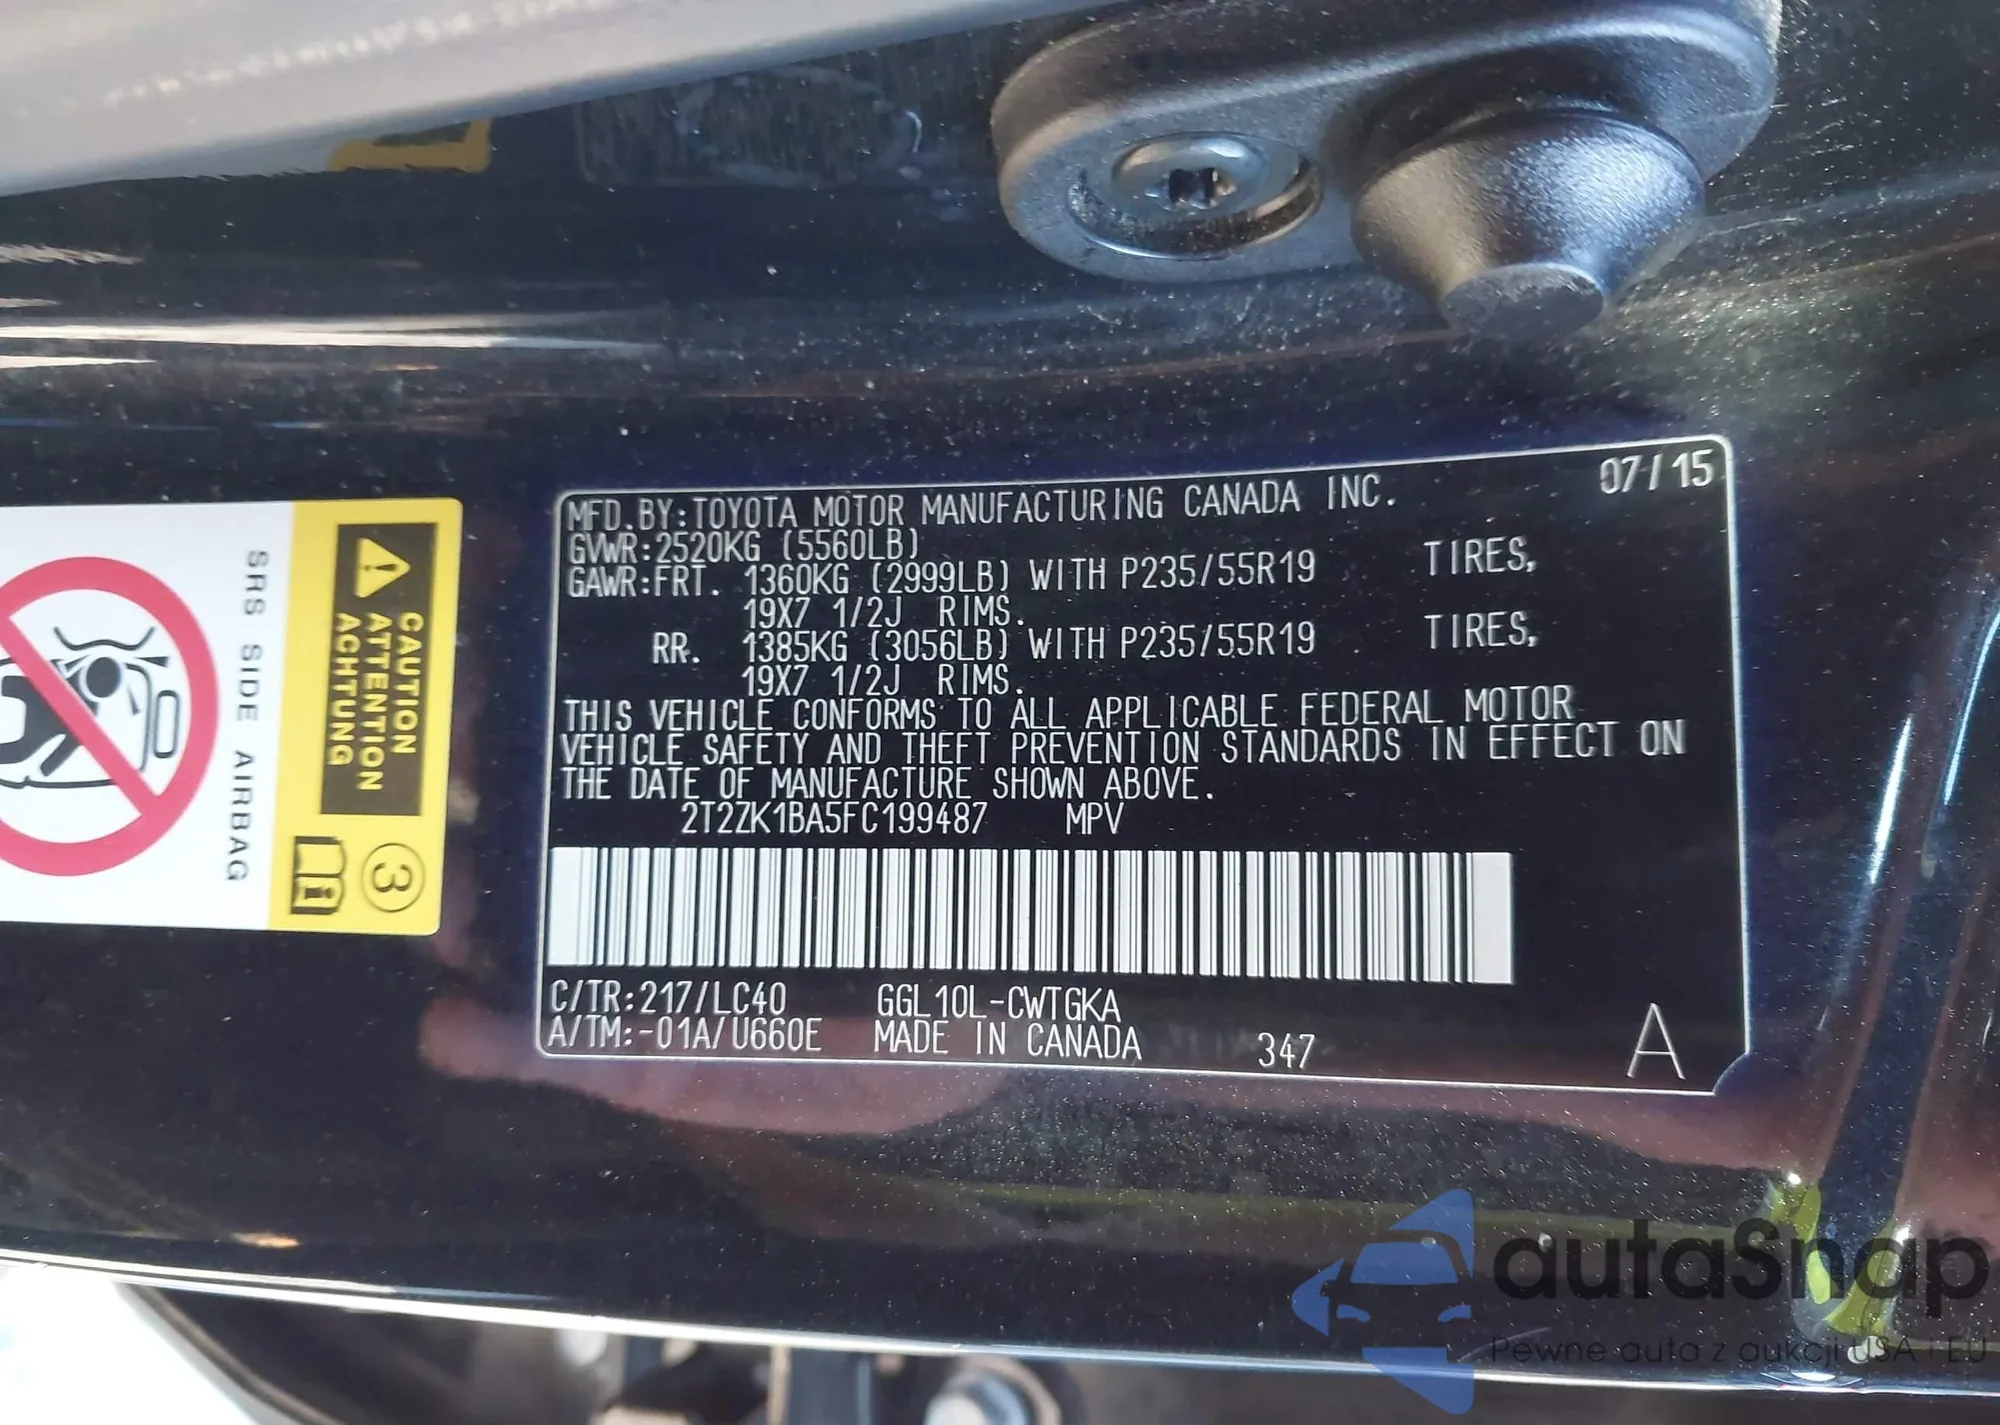 MFD.BY:TOYOTA MOTOR MANUFACTURING CANADA INC. 07/15
GVWR:2520KG (5560LB)
GAWR:FRT. 1360KG (2999LB) WITH P235/55R19 TIRES,
19X7 1/2J RIMS.
RR. 1385KG (3056LB) WITH P235/55R19 TIRES,
19X7 1/2J RIMS.
THIS VEHICLE CONFORMS TO ALL APPLICABLE FEDERAL MOTOR
VEHICLE SAFETY AND THEFT PREVENTION STANDARDS IN EFFECT ON
THE DATE OF MANUFACTURE SHOWN ABOVE.
2T2ZK1BA5FC199487 MPV
C/TR:217/LC40 GGL10L-CWTGKA
A/TM:-01A/U660E MADE IN CANADA 347 A
CAUTION
ATTENTION
ACHTUNG
3
SRS SIDE AIRBAG
autaSnap
Pewne auta z aukcji USA i EU